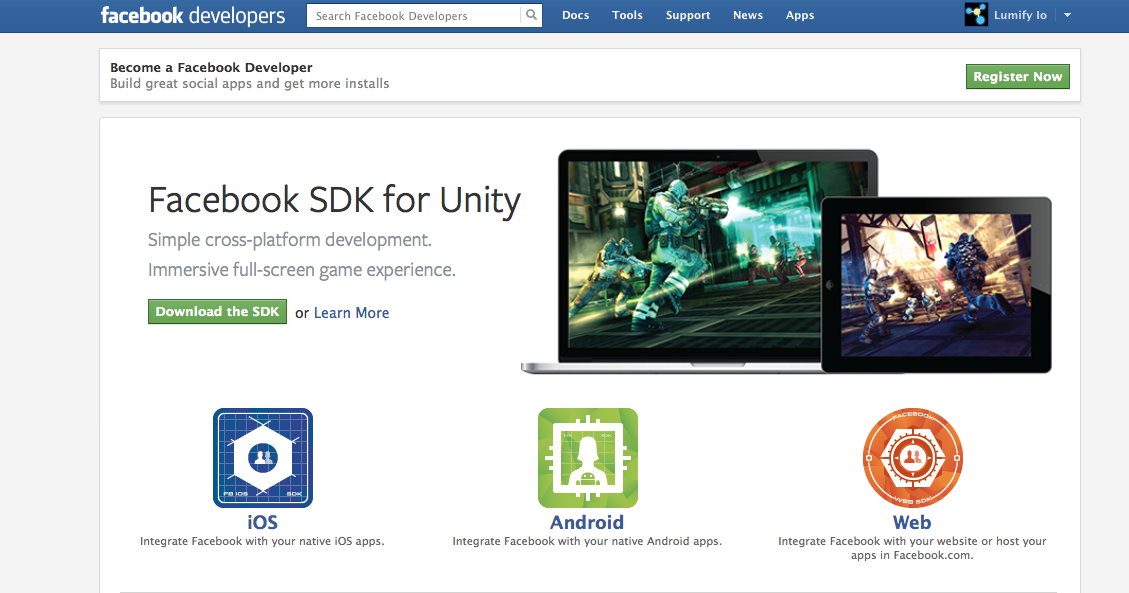 facebook developers
Search Facebook Developers
Docs
Tools
Support
News
Apps
Lumify Io
Become a Facebook Developer
Build great social apps and get more installs
Register Now
Facebook SDK for Unity
Simple cross-platform development.
Immersive full-screen game experience.
Download the SDK or Learn More
FB iOS SDK
iOS
Integrate Facebook with your native iOS apps.
Android
Integrate Facebook with your native Android apps.
FACEBOOK
WEB SDK
Web
Integrate Facebook with your website or host your
apps in Facebook.com.